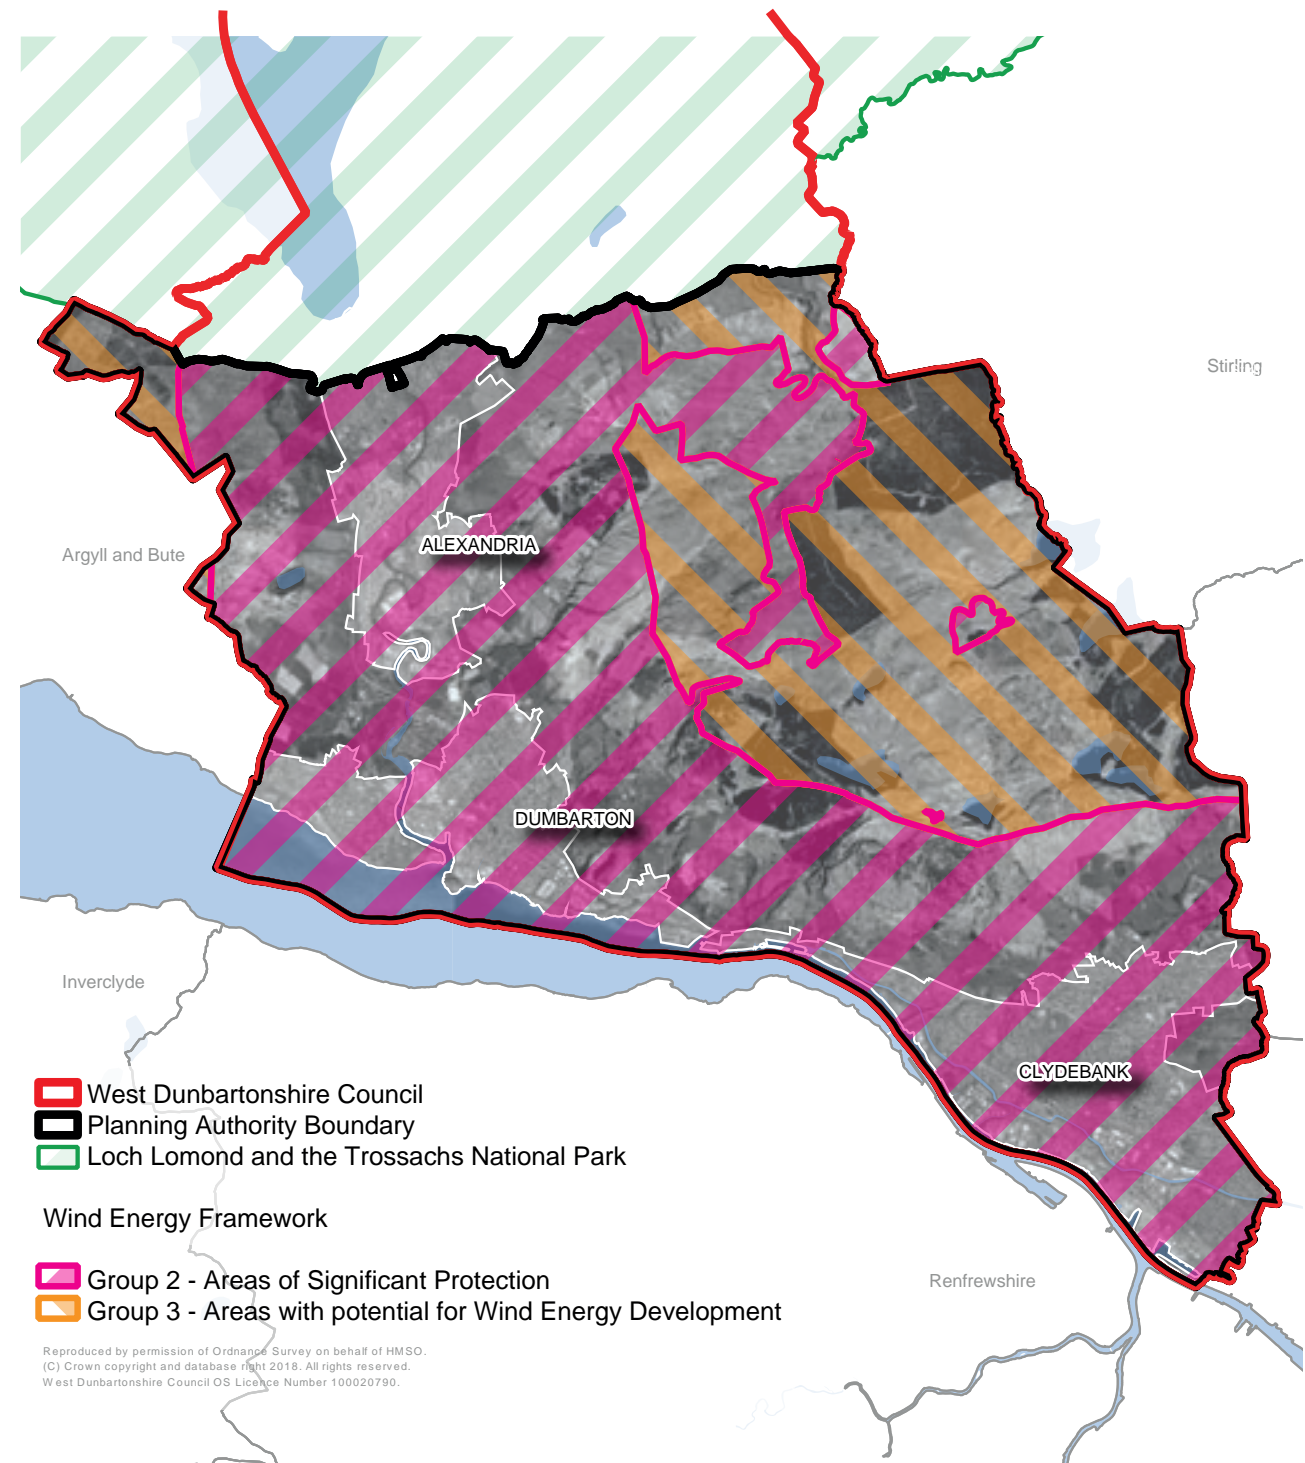 Stirling
ALEXANDRIA
Argyll and Bute
DUMBARTON
Inverclyde
CLYDEBANK
West Dunbartonshire Council
Planning Authority Boundary
Loch Lomond and the Trossachs National Park
Wind Energy Framework
Group 2 - Areas of Significant Protection
Group 3 - Areas with potential for Wind Energy Development
Renfrewshire
Reproduced by permission of Ordnance Survey on behalf of HMSO.
(C) Crown copyright and database right 2018. All rights reserved.
West Dunbartonshire Council OS Licence Number 100020790.